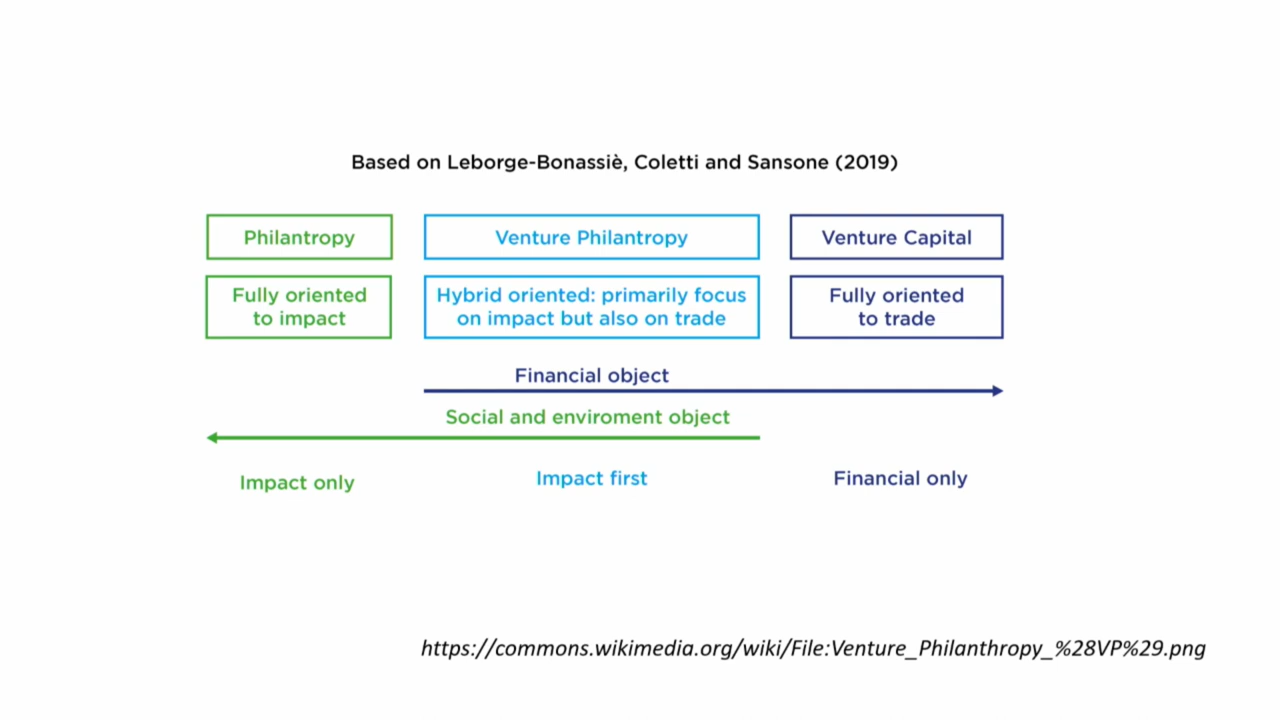 Based on Leborge-Bonassiè, Coletti and Sansone (2019)
Philantropy
Venture Philantropy
Venture Capital
Fully oriented
to impact
Hybrid oriented: primarily focus
on impact but also on trade
Fully oriented
to trade
Financial object
Social and enviroment object
Impact only
Impact first
Financial only
https://commons.wikimedia.org/wiki/File:Venture_Philanthropy_%28VP%29.png